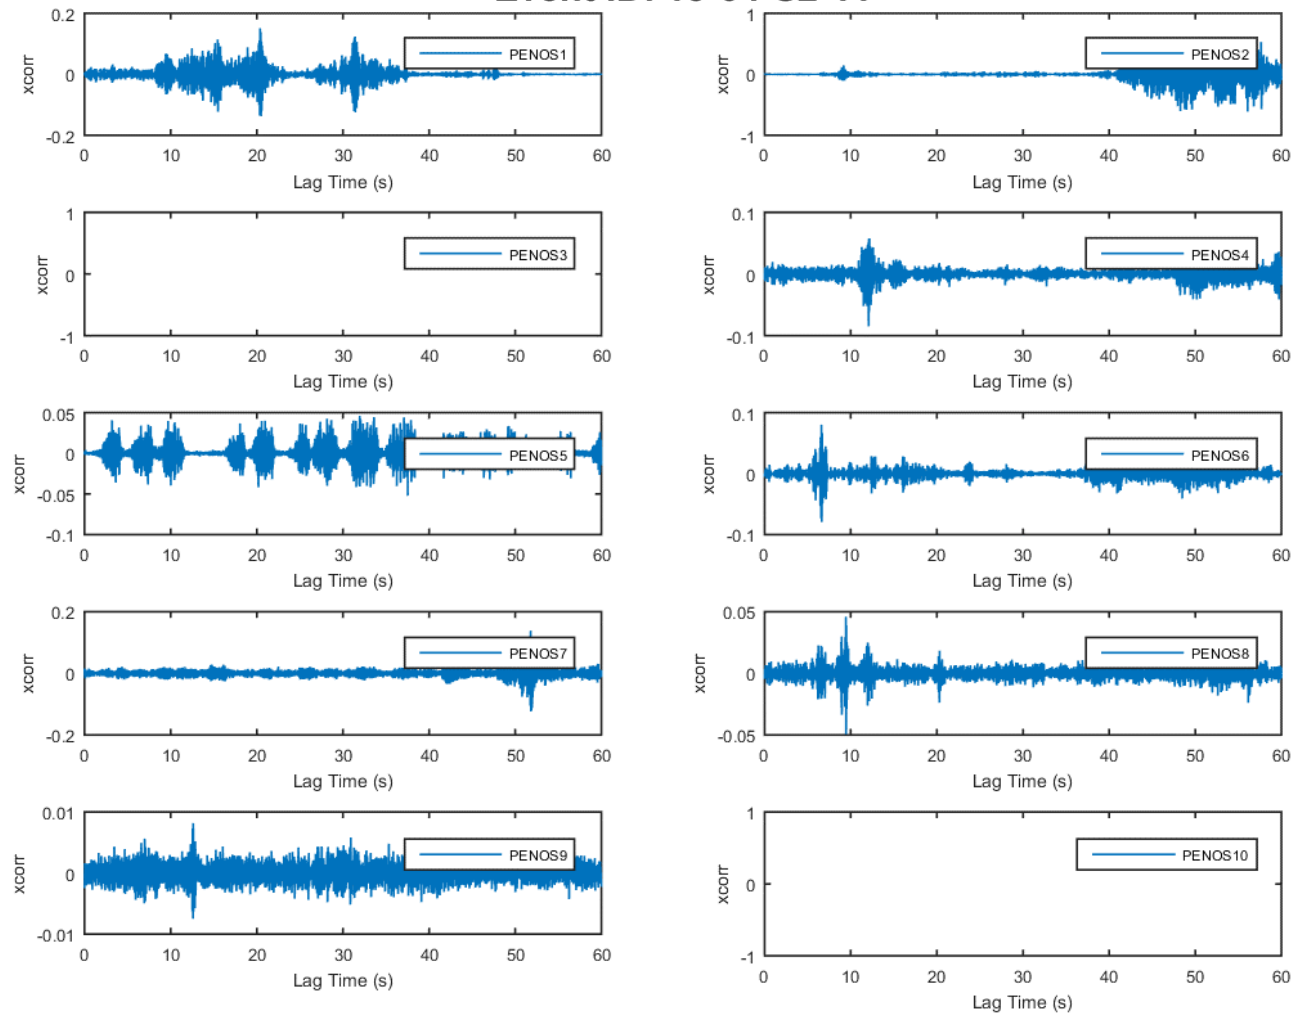 0.2
0
-0.2
xcorr
PENOS1
0 10 20 30 40 50 60
Lag Time (s)
1
0
-1
xcorr
PENOS2
0 10 20 30 40 50 60
Lag Time (s)
1
0
-1
xcorr
PENOS3
0 10 20 30 40 50 60
Lag Time (s)
0.1
0
-0.1
xcorr
PENOS4
0 10 20 30 40 50 60
Lag Time (s)
0.05
0
-0.05
-0.1
xcorr
PENOS5
0 10 20 30 40 50 60
Lag Time (s)
0.1
0
-0.1
xcorr
PENOS6
0 10 20 30 40 50 60
Lag Time (s)
0.2
0
-0.2
xcorr
PENOS7
0 10 20 30 40 50 60
Lag Time (s)
0.05
0
-0.05
xcorr
PENOS8
0 10 20 30 40 50 60
Lag Time (s)
0.01
0
-0.01
xcorr
PENOS9
0 10 20 30 40 50 60
Lag Time (s)
1
0
-1
xcorr
PENOS10
0 10 20 30 40 50 60
Lag Time (s)